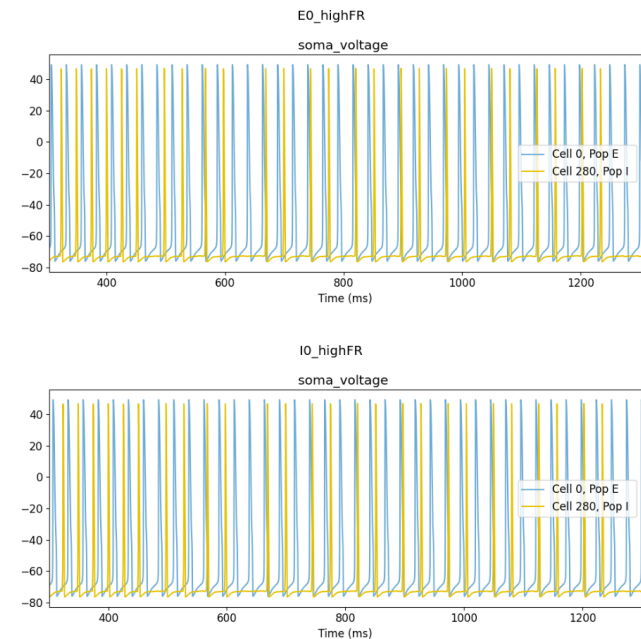 E0_highFR
soma_voltage
40
20
0
−20
−40
−60
−80
Cell 0, Pop E
Cell 280, Pop I
400 600 800 1000 1200
Time (ms)
I0_highFR
soma_voltage
40
20
0
−20
−40
−60
−80
Cell 0, Pop E
Cell 280, Pop I
400 600 800 1000 1200
Time (ms)